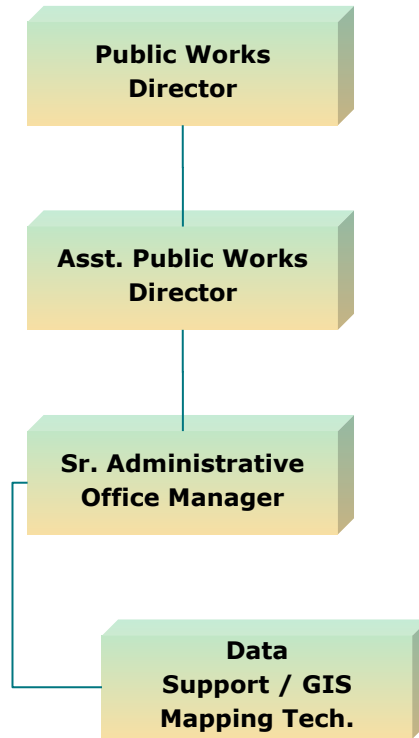 Public Works
Director
Asst. Public Works
Director
Sr. Administrative
Office Manager
Data
Support / GIS
Mapping Tech.